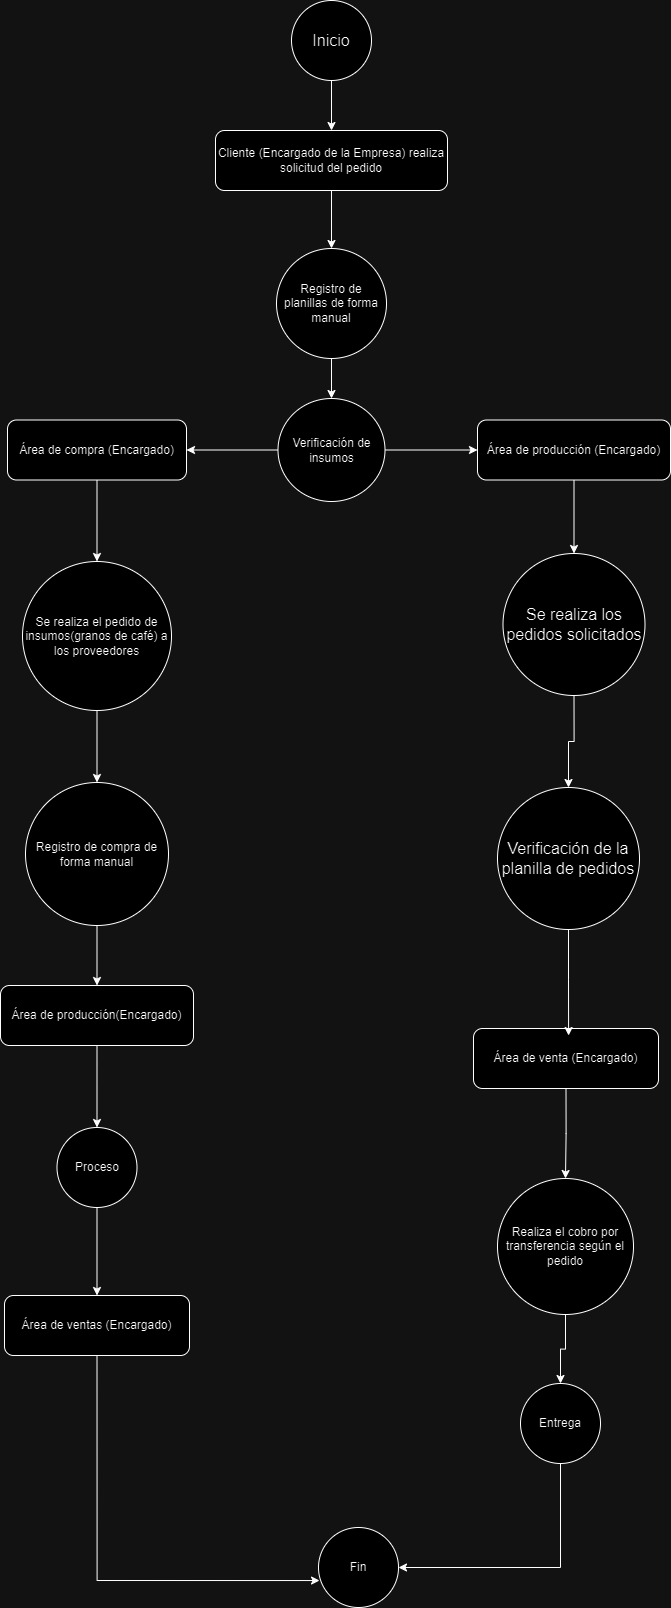 Inicio
Cliente (Encargado de la Empresa) realiza
solicitud del pedido
Registro de
planillas de forma
manual
Verificación de
insumos
Área de compra (Encargado)
Área de producción (Encargado)
Se realiza el pedido de
insumos(granos de café) a
los proveedores
Se realiza los
pedidos solicitados
Registro de compra de
forma manual
Verificación de la
planilla de pedidos
Área de producción(Encargado)
Área de venta (Encargado)
Proceso
Realiza el cobro por
transferencia según el
pedido
Área de ventas (Encargado)
Entrega
Fin